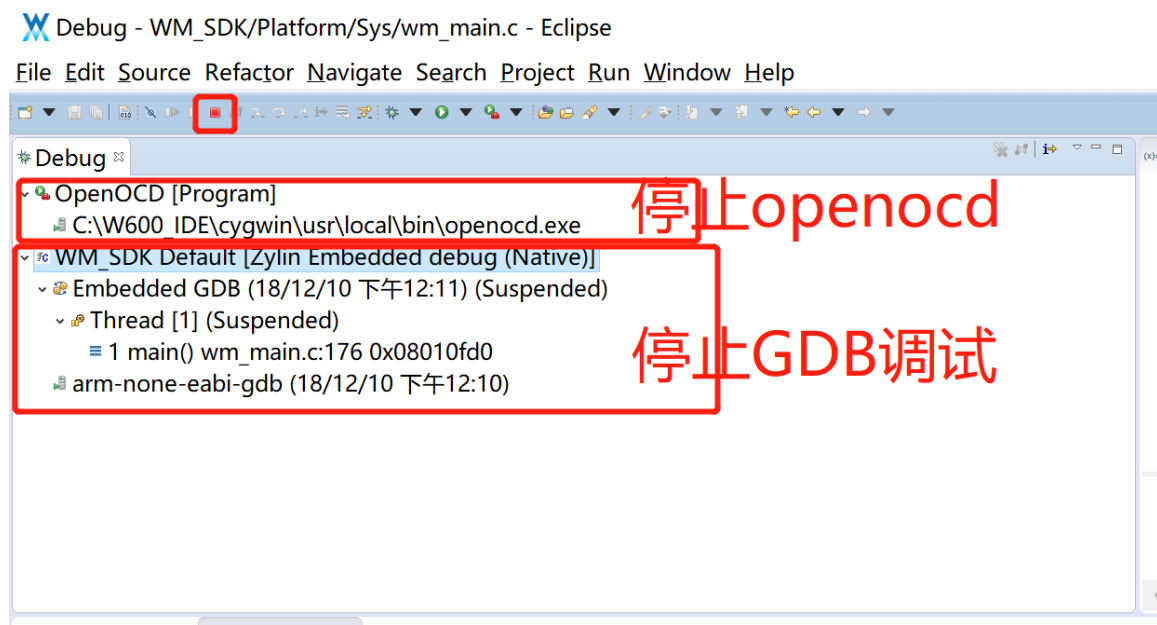 Debug - WM_SDK/Platform/Sys/wm_main.c - Eclipse
File Edit Source Refactor Navigate Search Project Run Window Help
Debug
OpenOCD [Program]
C:\W600_IDE\cygwin\usr\local\bin\openocd.exe
停止openocd
WM_SDK Default [Zylin Embedded debug (Native)]
Embedded GDB (18/12/10 下午12:11) (Suspended)
Thread [1] (Suspended)
1 main() wm_main.c:176 0x08010fd0
停止GDB调试
arm-none-eabi-gdb (18/12/10 下午12:10)